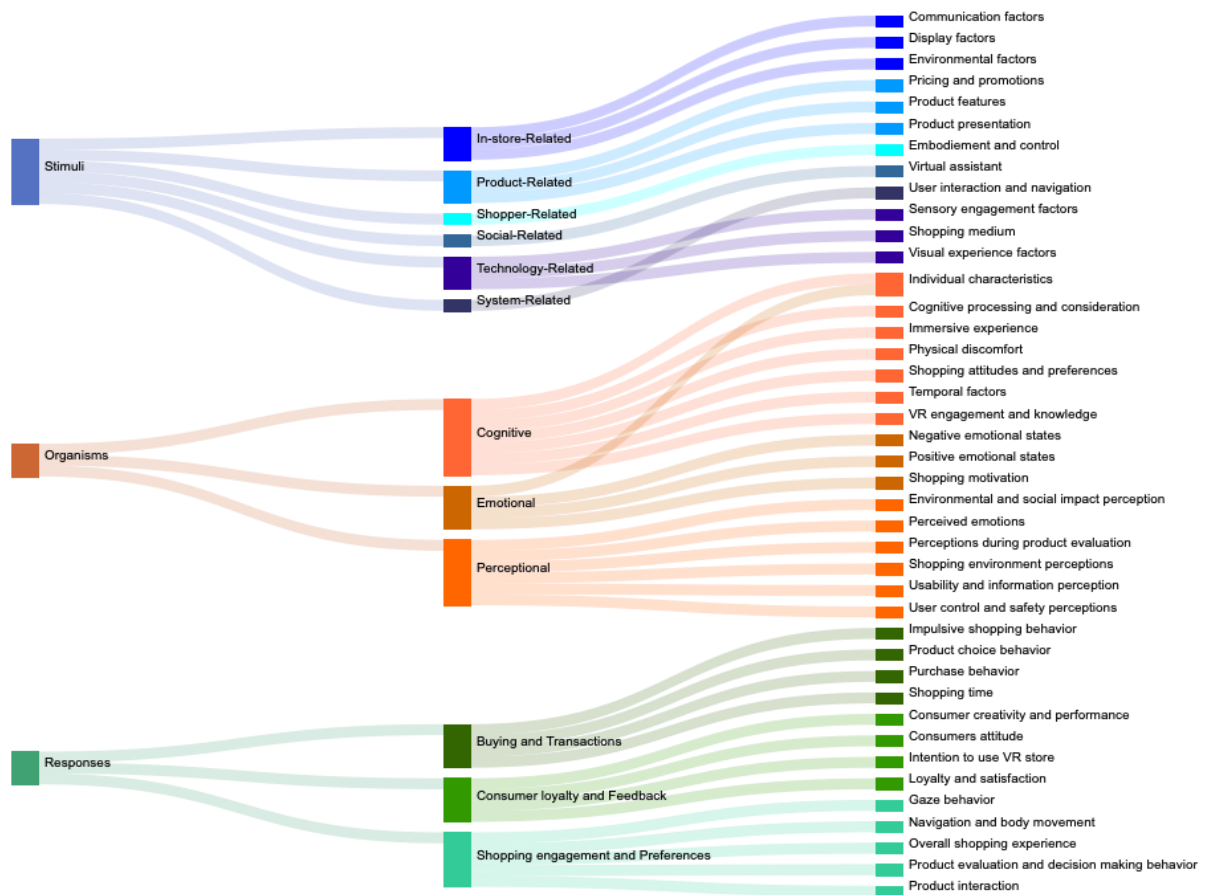 Stimuli
Organisms
Responses
In-store-Related
Product-Related
Shopper-Related
Social-Related
Technology-Related
System-Related
Cognitive
Emotional
Perceptional
Buying and Transactions
Consumer loyalty and Feedback
Shopping engagement and Preferences
Communication factors
Display factors
Environmental factors
Pricing and promotions
Product features
Product presentation
Embodiement and control
Virtual assistant
User interaction and navigation
Sensory engagement factors
Shopping medium
Visual experience factors
Individual characteristics
Cognitive processing and consideration
Immersive experience
Physical discomfort
Shopping attitudes and preferences
Temporal factors
VR engagement and knowledge
Negative emotional states
Positive emotional states
Shopping motivation
Environmental and social impact perception
Perceived emotions
Perceptions during product evaluation
Shopping environment perceptions
Usability and information perception
User control and safety perceptions
Impulsive shopping behavior
Product choice behavior
Purchase behavior
Shopping time
Consumer creativity and performance
Consumers attitude
Intention to use VR store
Loyalty and satisfaction
Gaze behavior
Navigation and body movement
Overall shopping experience
Product evaluation and decision making behavior
Product interaction